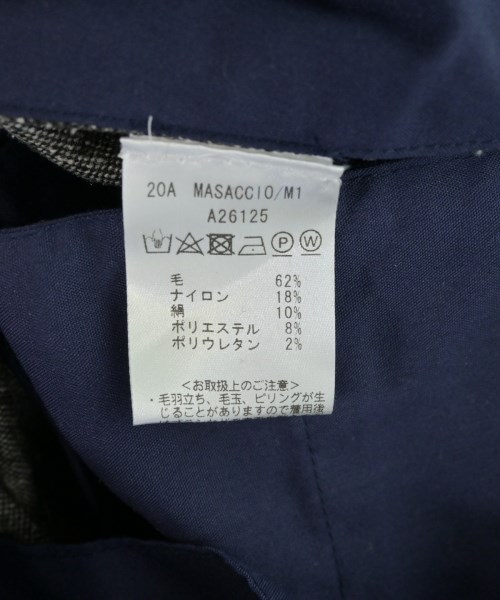 20A MASACCIO/M1
A26125
P W
毛 62%
ナイロン 18%
絹 10%
ポリエステル 8%
ポリウレタン 2%
<お取扱上のご注意>
・毛羽立ち、毛玉、ピリングが生
じることがありますので着用後